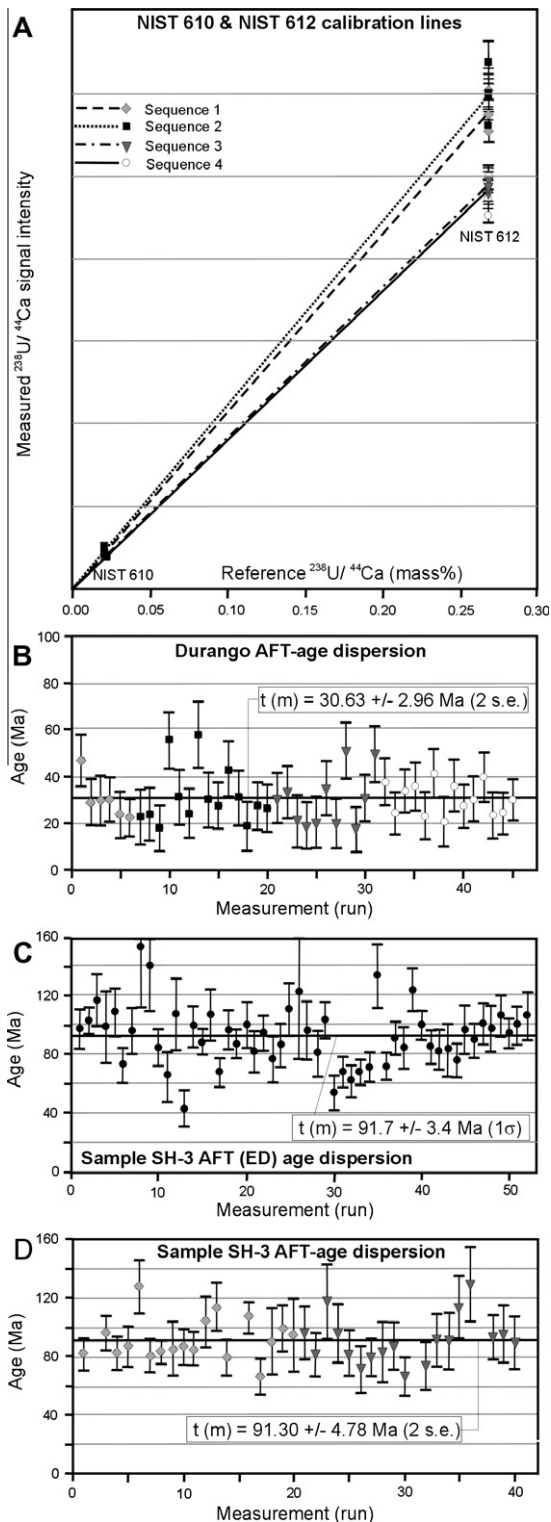 A
NIST 610 & NIST 612 calibration lines
Sequence 1
Sequence 2
Sequence 3
Sequence 4
NIST 612
Measured ²³⁸U/ ⁴⁴Ca signal intensity
NIST 610
Reference ²³⁸U/ ⁴⁴Ca (mass%)
0.00 0.05 0.10 0.15 0.20 0.25 0.30
B
Durango AFT-age dispersion
t (m) = 30.63 +/- 2.96 Ma (2 s.e.)
Age (Ma)
100
80
60
40
20
0
0 10 20 30 40
Measurement (run)
C
160
120
80
40
0
Age (Ma)
t (m) = 91.7 +/- 3.4 Ma (1σ)
Sample SH-3 AFT (ED) age dispersion
0 10 20 30 40 50
Measurement (run)
D
Sample SH-3 AFT-age dispersion
160
120
80
40
0
Age (Ma)
t (m) = 91.30 +/- 4.78 Ma (2 s.e.)
0 10 20 30 40
Measurement (run)